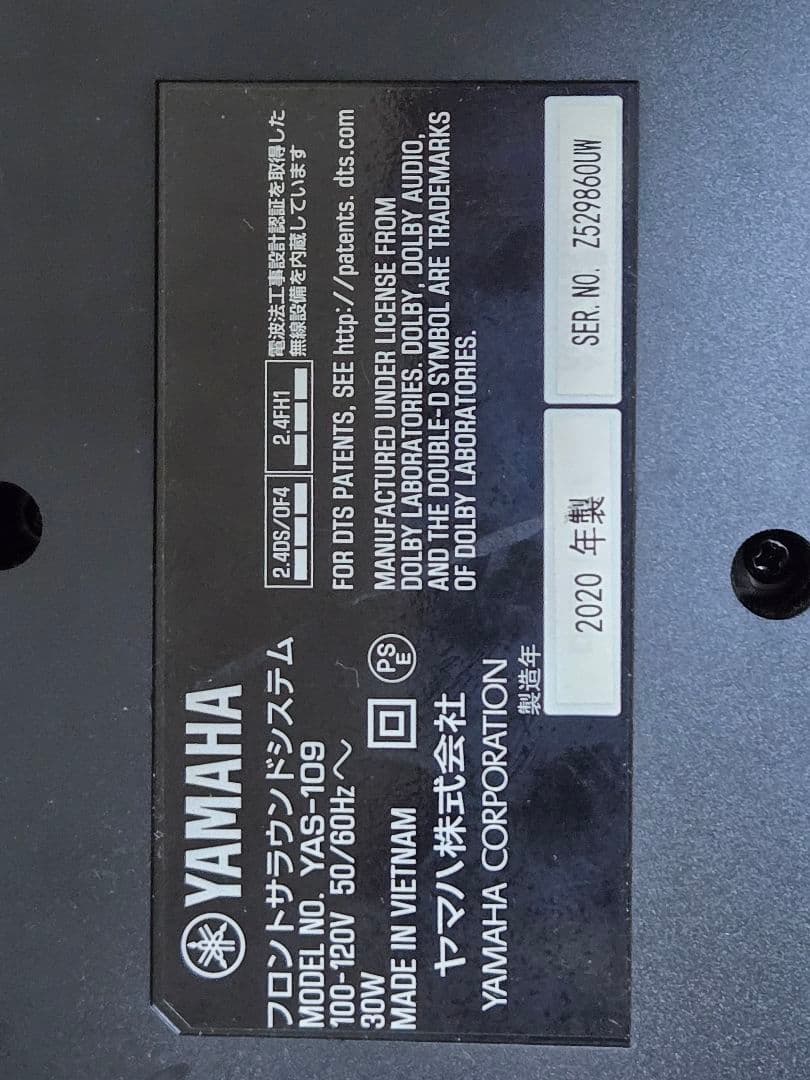 YAMAHA
フロントサラウンドシステム
MODEL NO. YAS-109
100-120V 50/60Hz ～
30W
MADE IN VIETNAM
PS
E
ヤマハ株式会社
YAMAHA CORPORATION
2.4DS/OF4
2.4FH1
電波法工事設計認証を取得した
無線設備を内蔵しています
FOR DTS PATENTS, SEE http://patents. dts.com
MANUFACTURED UNDER LICENSE FROM
DOLBY LABORATORIES. DOLBY, DOLBY AUDIO,
AND THE DOUBLE-D SYMBOL ARE TRADEMARKS
OF DOLBY LABORATORIES.
製造年
2020 年製
SER. NO. Z529860UW